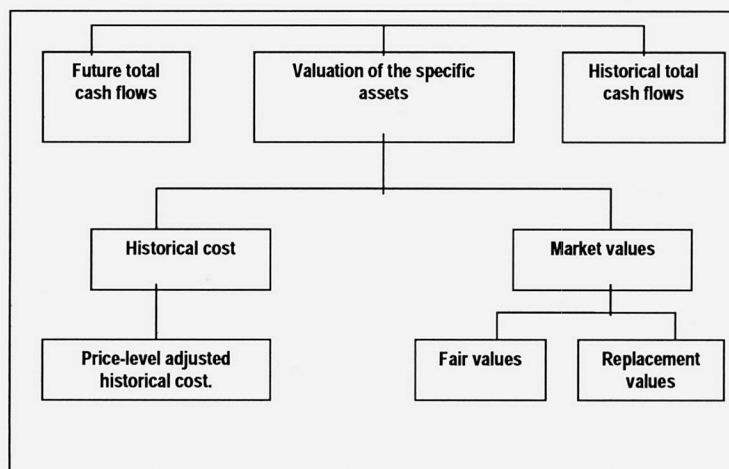 Future total
cash flows
Valuation of the specific
assets
Historical total
cash flows
Historical cost
Market values
Price-level adjusted
historical cost.
Fair values
Replacement
values